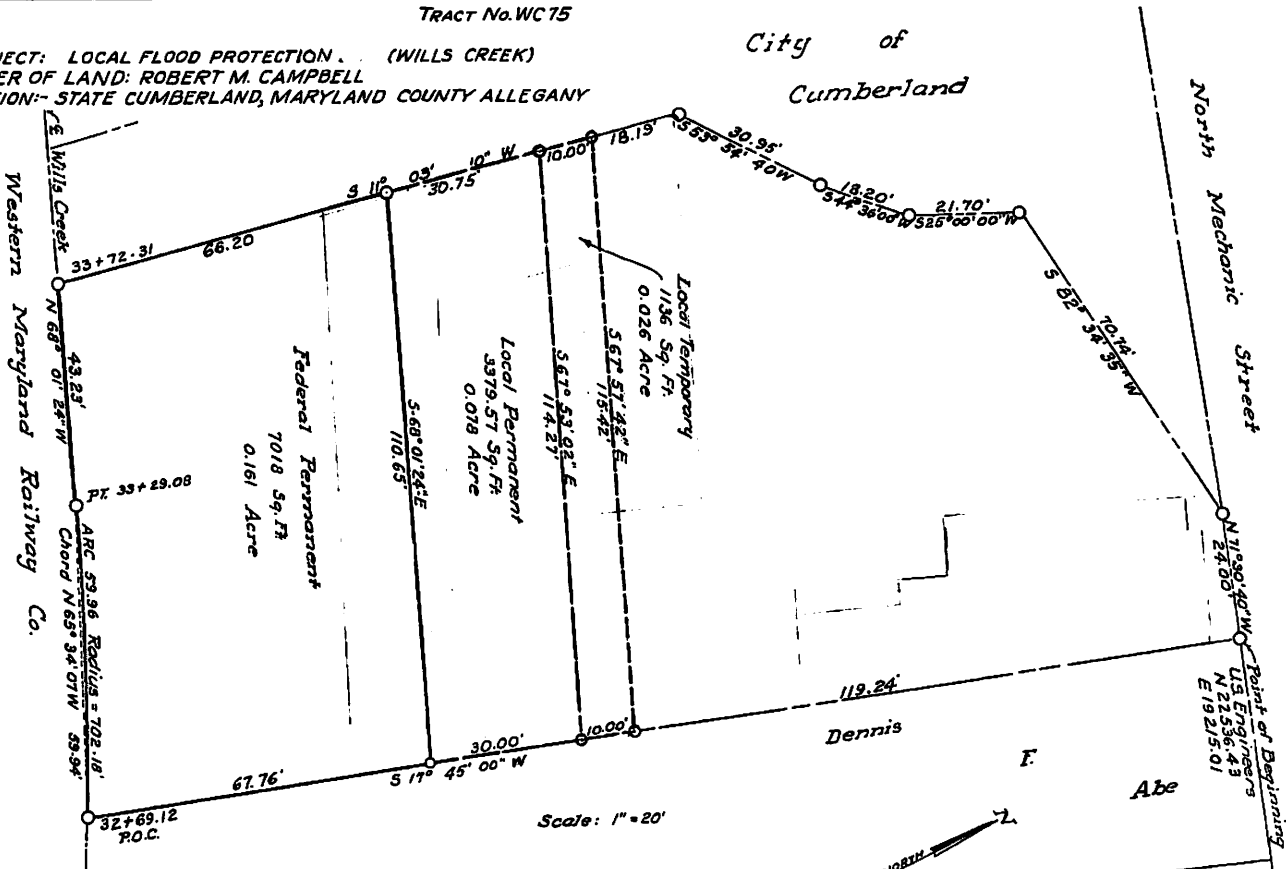 TRACT No. WC 75
JECT: LOCAL FLOOD PROTECTION. (WILLS CREEK)
ER OF LAND: ROBERT M. CAMPBELL
TION:- STATE CUMBERLAND, MARYLAND COUNTY ALLEGANY
City of
Cumberland
North Mechanic Street
℄ Wills Creek
Western Maryland Railway Co.
33+72.31
66.20
S 11° 03' 10" W
30.75'
10.00'
18.19'
30.95'
S 53° 54' 40 W
18.20'
S 44° 36' 00" W
21.70'
S 25° 00' 00" W
70.74'
S 82° 34' 35" W
N 71° 30' 40" W
24.00'
Point of Beginning
U.S. Engineers
N 22536.43
E 19215.01
43.23'
N 68° 01' 24" W
PT. 33+29.08
ARC 59.96 Radius = 702.18'
Chord N 65° 34' 07 W 59.94'
Federal Permanent
7018 Sq. Ft.
0.161 Acre
S-68° 01' 24" E
110.65'
Local Permanent
3379.57 Sq. Ft.
0.078 Acre
S 67° 53' 02" E
114.27'
S 67° 57' 42" E
115.42'
Local Temporary
1136 Sq. Ft.
0.026 Acre
67.76'
S 17° 45' 00" W
30.00'
10.00'
119.24'
32+69.12
P.O.C.
Dennis F. Abe
Scale: 1" = 20'
NORTH